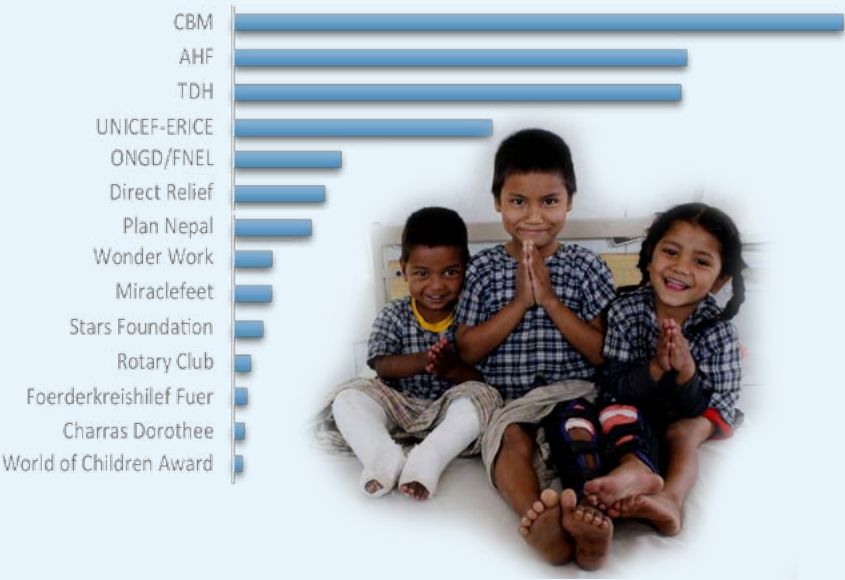 CBM
AHF
TDH
UNICEF-ERICE
ONGD/FNEL
Direct Relief
Plan Nepal
Wonder Work
Miraclefeet
Stars Foundation
Rotary Club
Foerderkreishilef Fuer
Charras Dorothee
World of Children Award